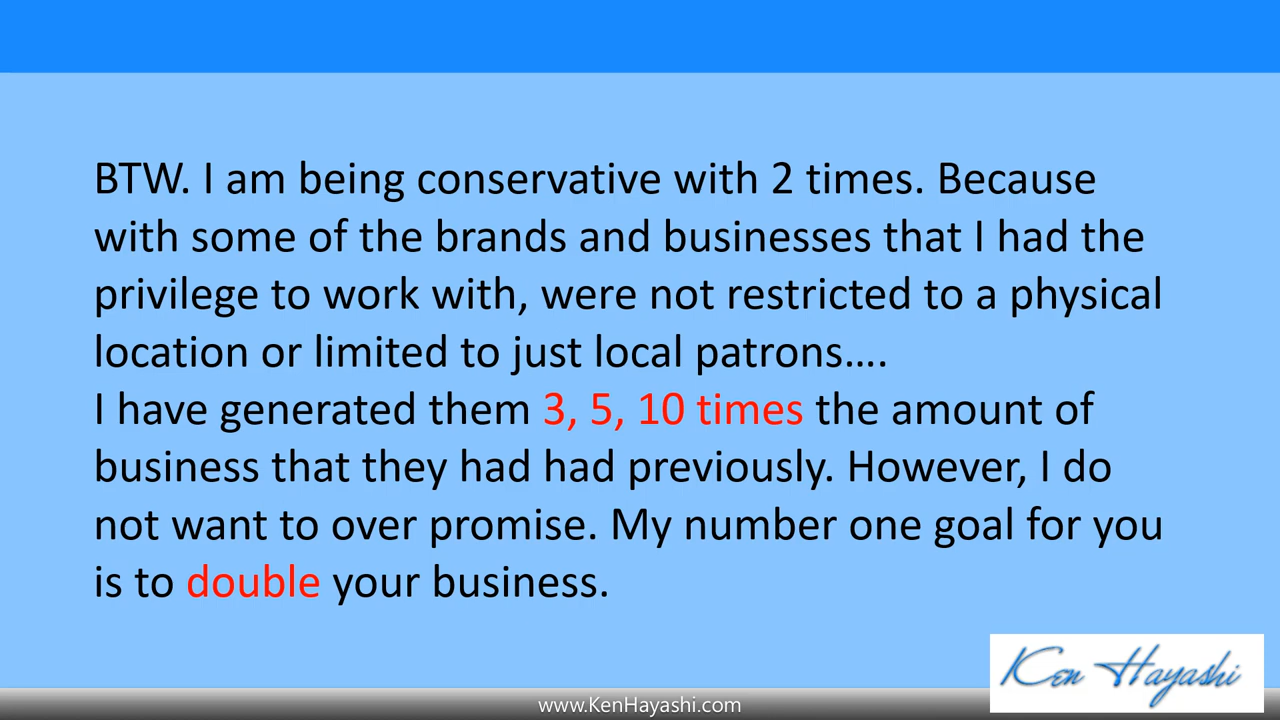 BTW. I am being conservative with 2 times. Because
with some of the brands and businesses that I had the
privilege to work with, were not restricted to a physical
location or limited to just local patrons….
I have generated them 3, 5, 10 times the amount of
business that they had had previously. However, I do
not want to over promise. My number one goal for you
is to double your business.
Ken Hayashi
www.KenHayashi.com